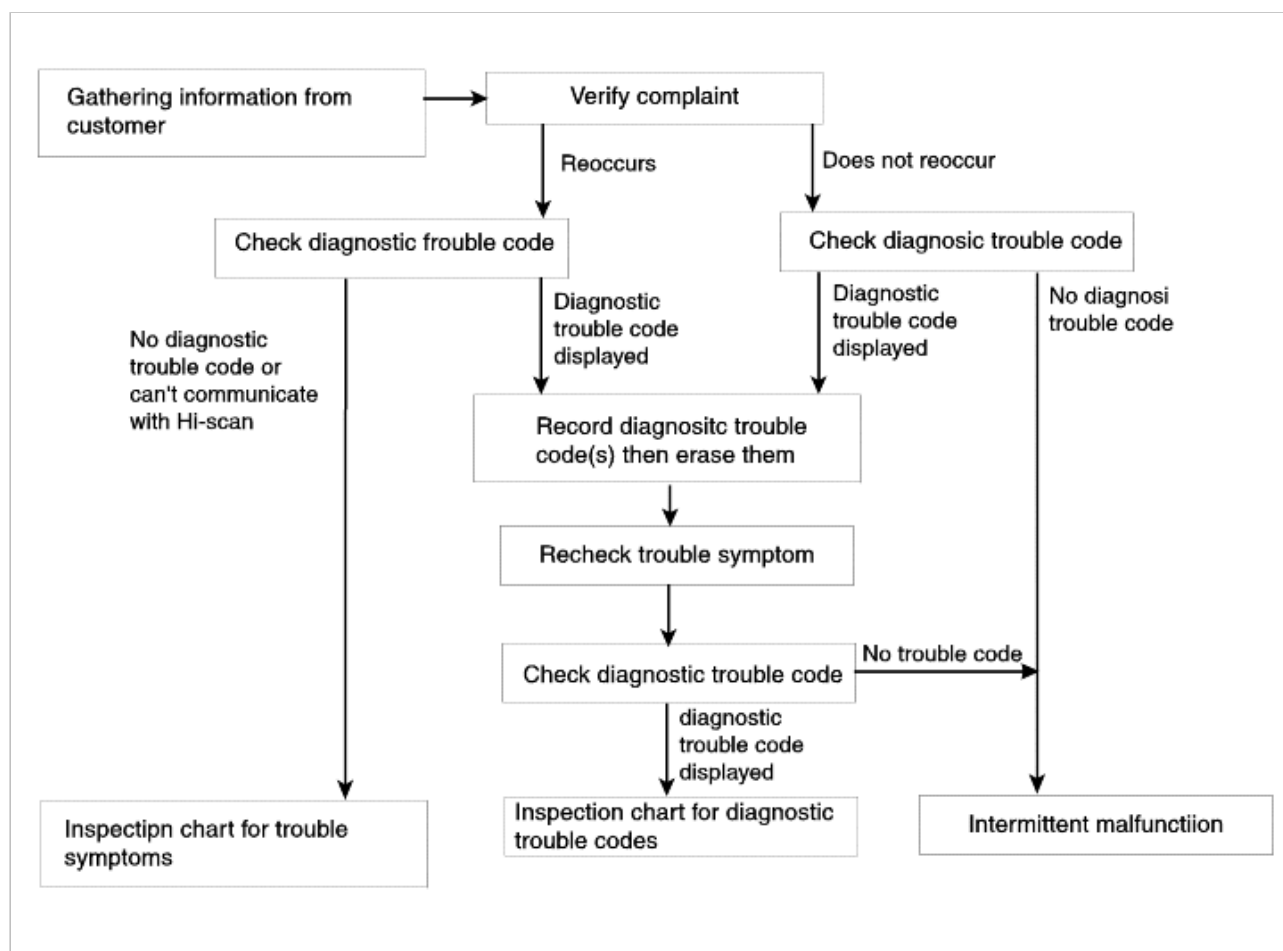 Gathering information from
customer
Verify complaint
Reoccurs
Does not reoccur
Check diagnostic frouble code
Check diagnosic trouble code
No diagnostic
trouble code or
can't communicate
with Hi-scan
Diagnostic
trouble code
displayed
Diagnostic
trouble code
displayed
No diagnosi
trouble code
Record diagnositc trouble
code(s) then erase them
Recheck trouble symptom
Check diagnostic trouble code
No trouble code
diagnostic
trouble code
displayed
Inspectipn chart for trouble
symptoms
Inspection chart for diagnostic
trouble codes
Intermittent malfunctiion